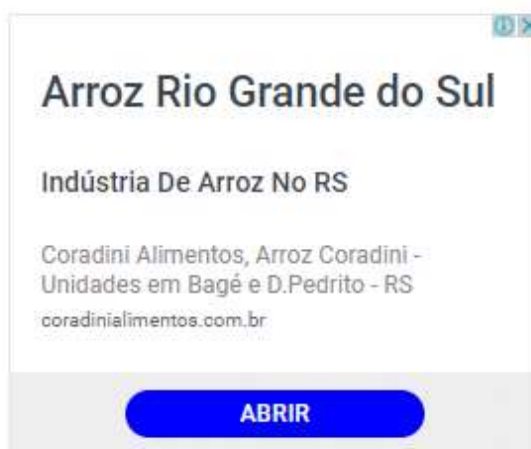 Arroz Rio Grande do Sul
Indústria De Arroz No RS
Coradini Alimentos, Arroz Coradini -
Unidades em Bagé e D.Pedrito - RS
coradinialimentos.com.br
ABRIR